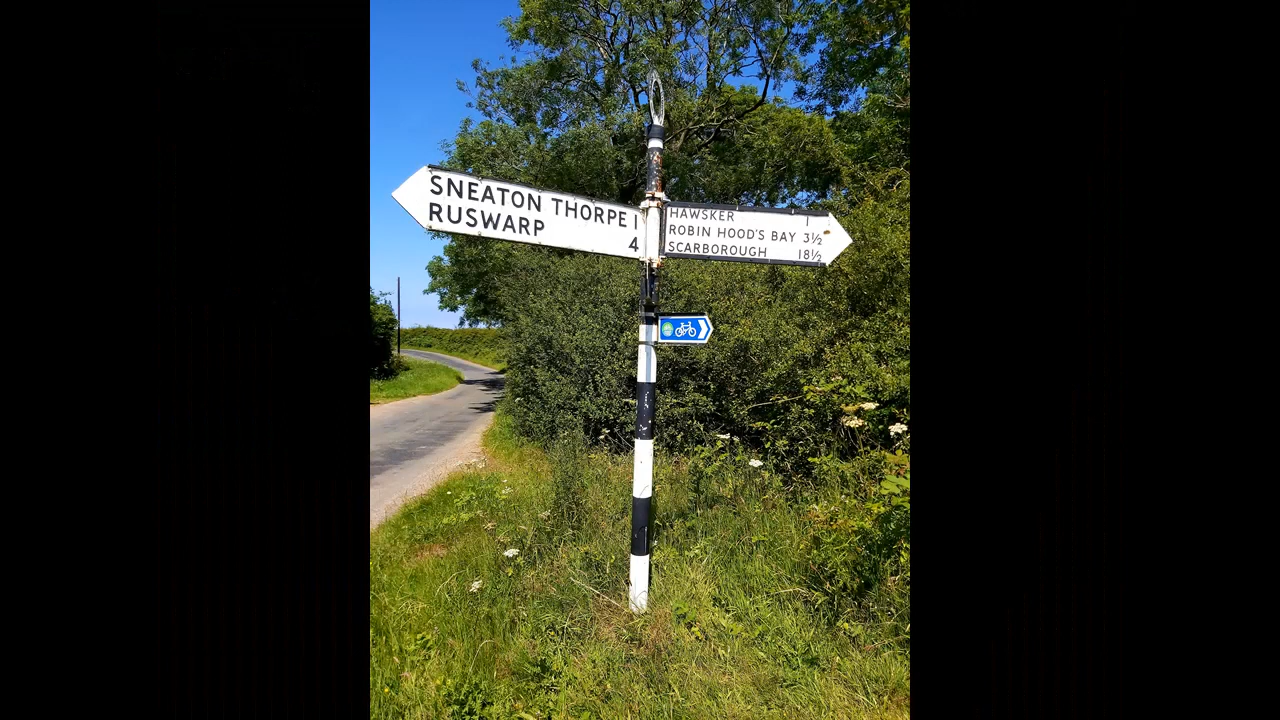 SNEATON THORPE 1
RUSWARP 4
HAWSKER 1
ROBIN HOOD'S BAY 3½
SCARBOROUGH 18½